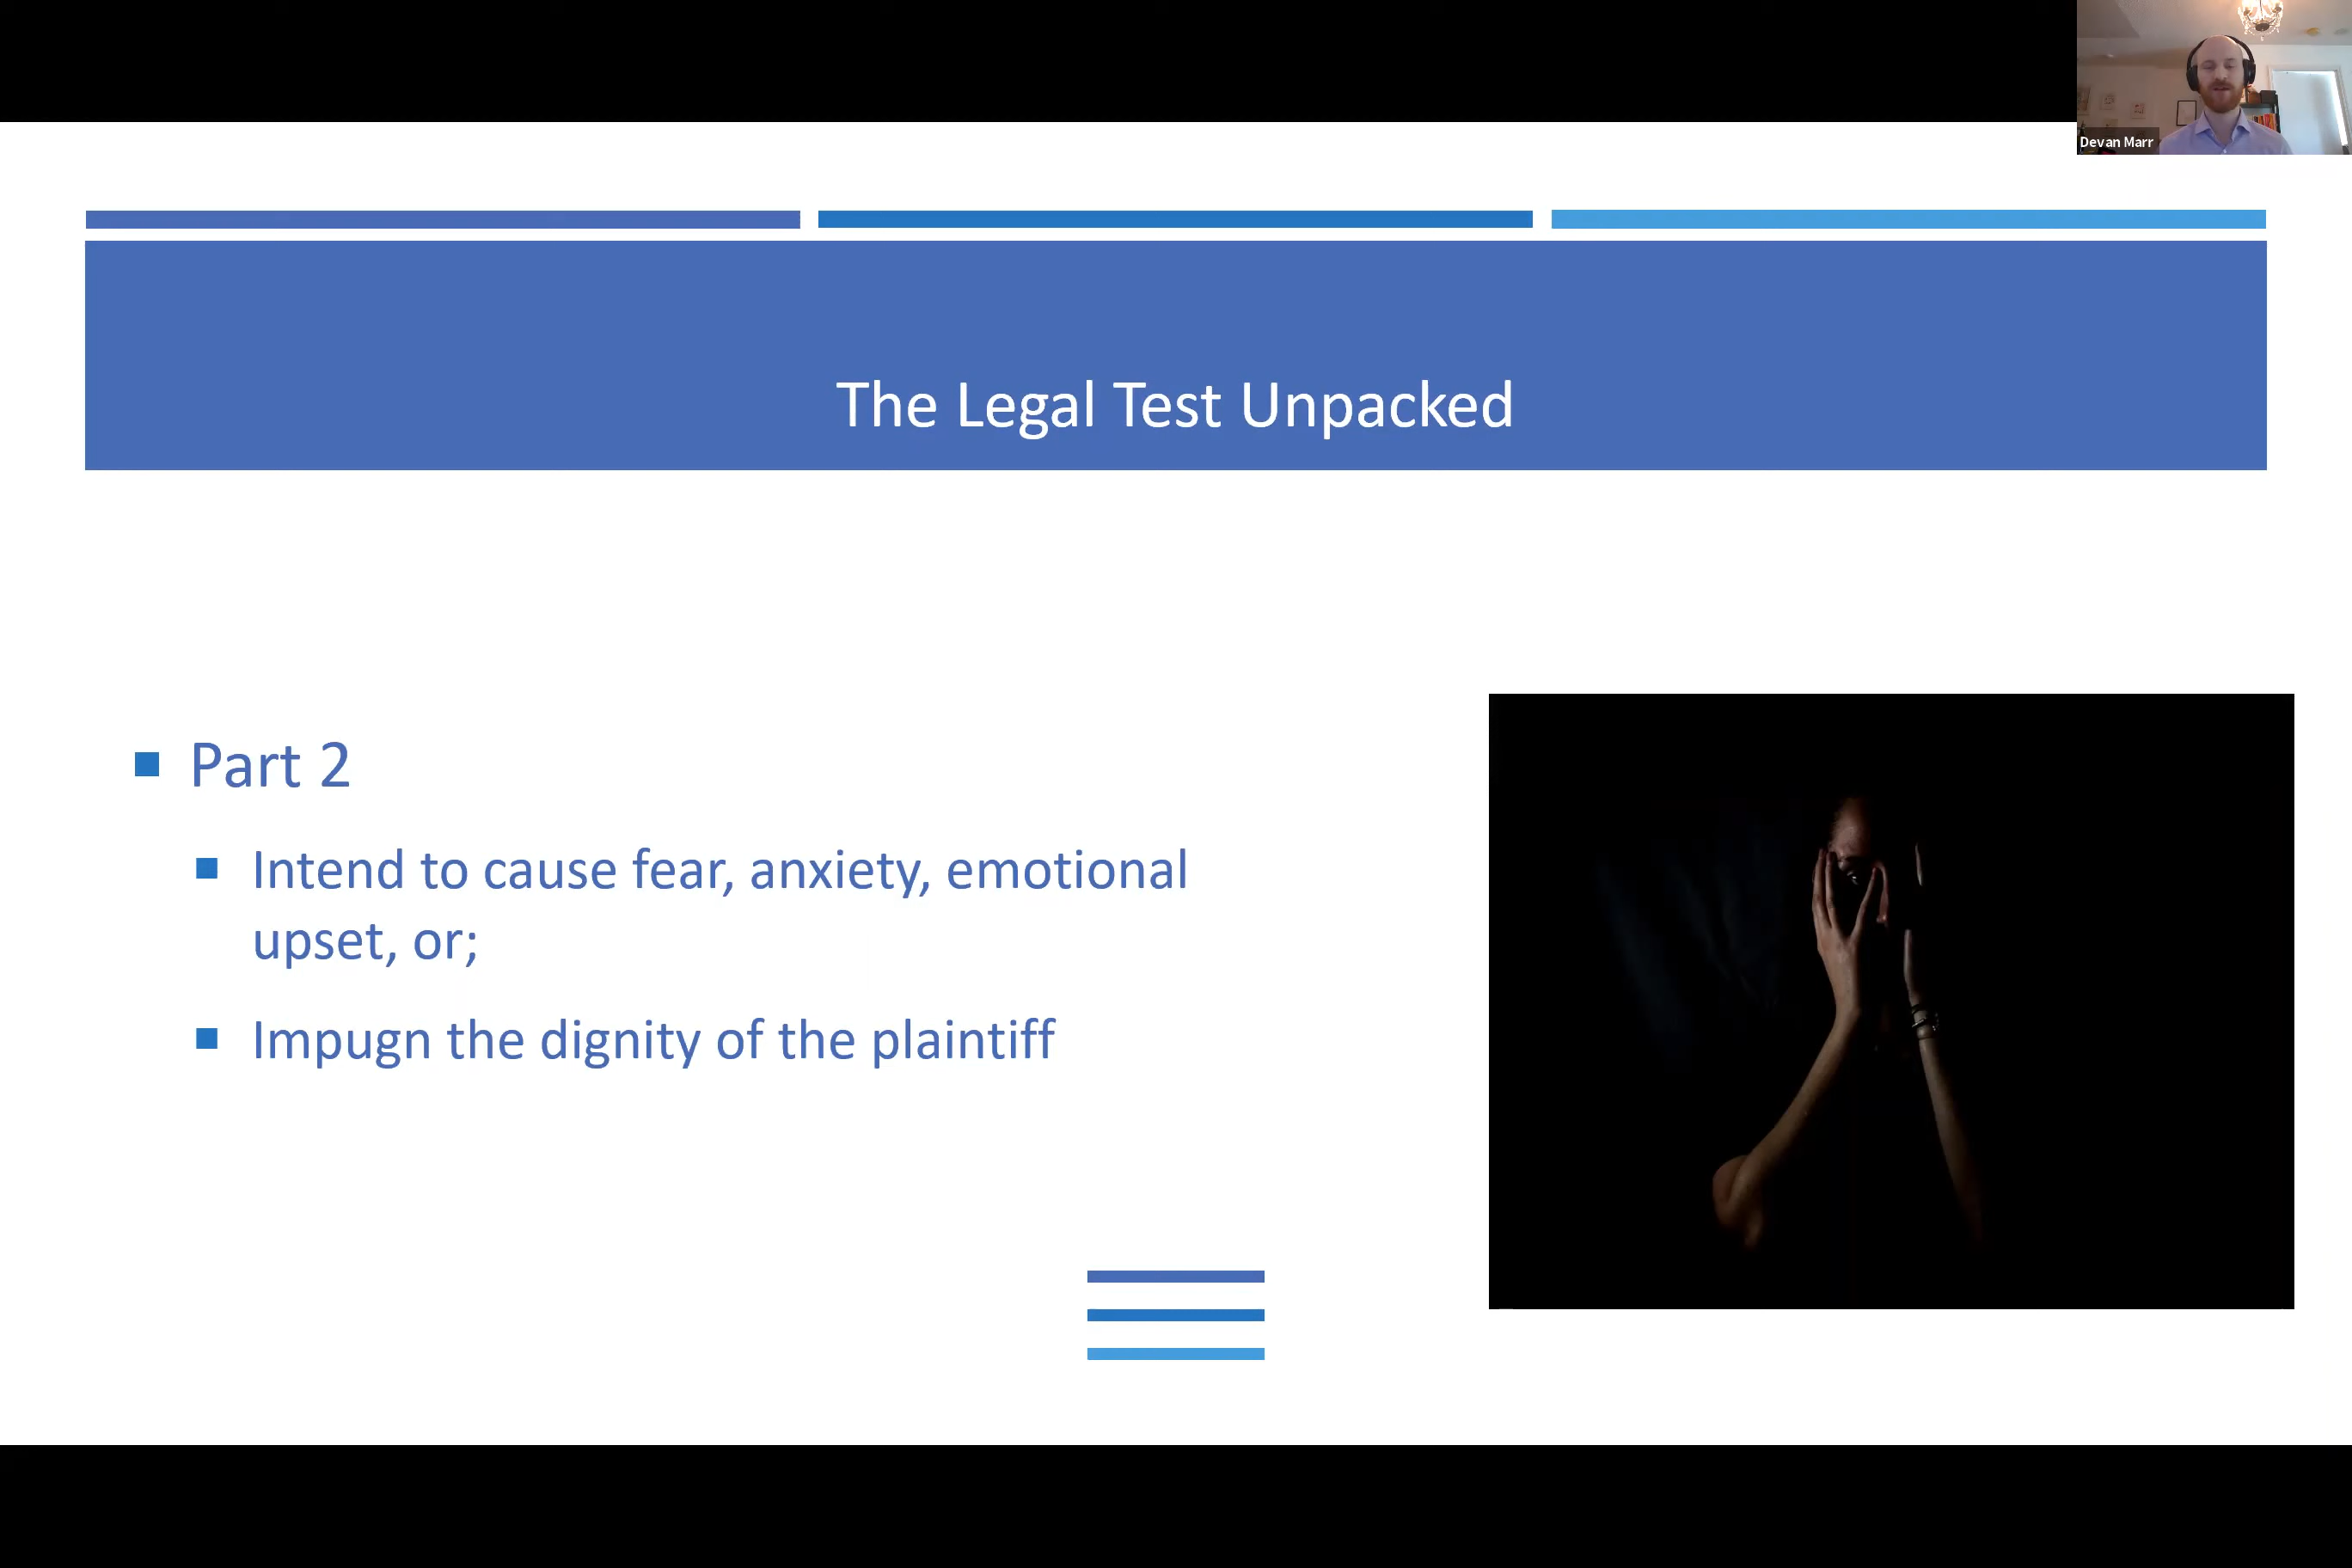 Devan Marr
The Legal Test Unpacked
Part 2
Intend to cause fear, anxiety, emotional
upset, or;
Impugn the dignity of the plaintiff